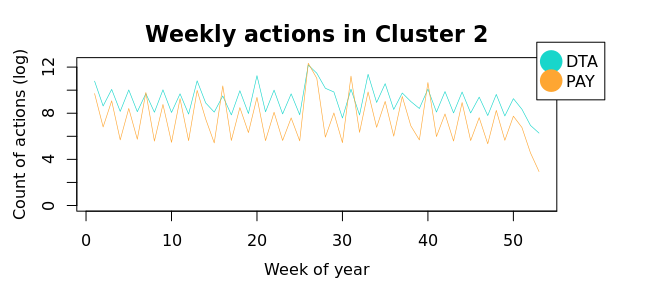 Weekly actions in Cluster 2
DTA
PAY
Count of actions (log)
12
8
4
0
0 10 20 30 40 50
Week of year